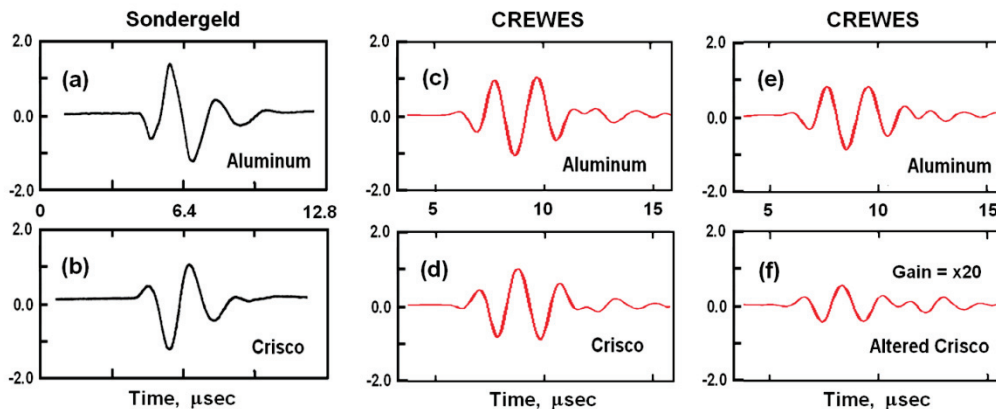 Sondergeld CREWES CREWES
2.0 2.0 2.0
(a) (c) (e)
0.0 0.0 0.0
Aluminum Aluminum Aluminum
-2.0 -2.0 -2.0
0 6.4 12.8 5 10 15 5 10 15
2.0 2.0 2.0
(b) (d) (f) Gain = x20
0.0 0.0 0.0
Crisco Crisco Altered Crisco
-2.0 -2.0 -2.0
Time, μsec Time, μsec Time, μsec